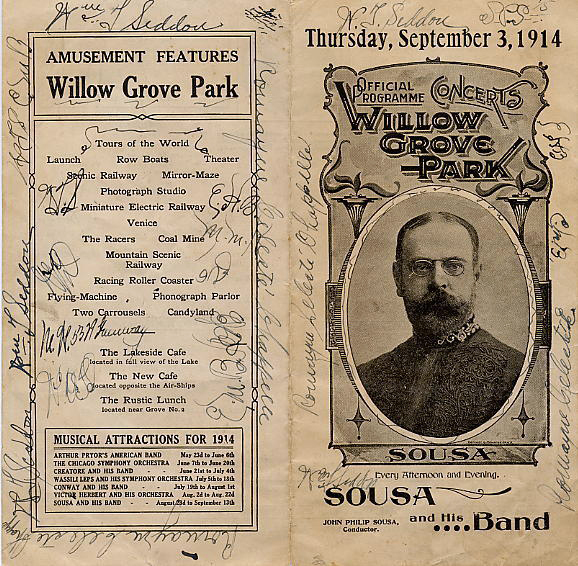 Wm T Seddon
AMUSEMENT FEATURES
Willow Grove Park
Tours of the World
Launch Row Boats Theater
Scenic Railway Mirror-Maze
Photograph Studio
Miniature Electric Railway
Venice
The Racers Coal Mine
Mountain Scenic
Railway
Racing Roller Coaster
Flying-Machine Phonograph Parlor
Two Carrousels Candyland
The Lakeside Cafe
located in full view of the Lake
The New Cafe
located opposite the Air-Ships
The Rustic Lunch
located near Grove No. 2
MUSICAL ATTRACTIONS FOR 1914
ARTHUR PRYOR'S AMERICAN BAND May 23d to June 6th
THE CHICAGO SYMPHONY ORCHESTRA June 7th to June 20th
CREATORE AND HIS BAND - June 21st to July 4th
WASSILI LEPS AND HIS SYMPHONY ORCHESTRA July 5th to 18th
CONWAY AND HIS BAND - July 19th to August 1st
VICTOR HERBERT AND HIS ORCHESTRA Aug. 2d to Aug. 22d
SOUSA AND HIS BAND - August 23d to September 13th
Wm T Seddon
W. T. Seddon
Thursday, September 3, 1914
OFFICIAL
PROGRAMME CONCERTS
WILLOW
GROVE
PARK
SOUSA
Every Afternoon and Evening.
SOUSA
and His
....Band
JOHN PHILIP SOUSA,
Conductor.